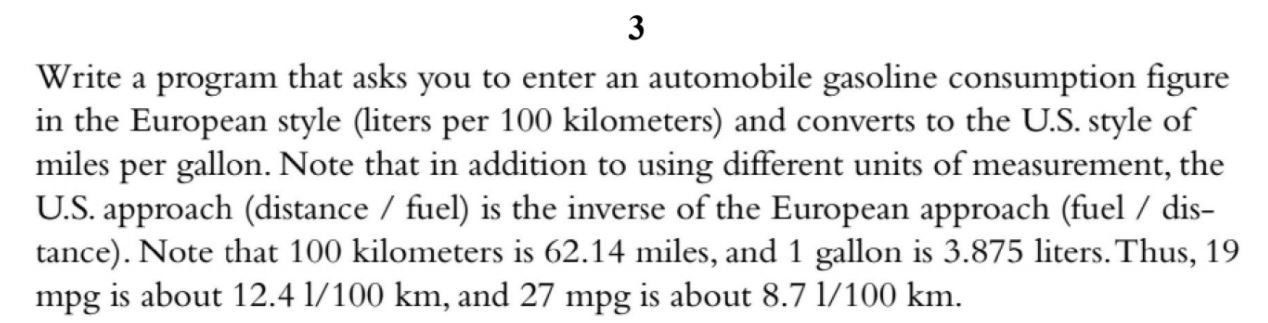 3
Write a program that asks you to enter an automobile gasoline consumption figure
in the European style (liters per 100 kilometers) and converts to the U.S. style of
miles per gallon. Note that in addition to using different units of measurement, the
U.S. approach (distance / fuel) is the inverse of the European approach (fuel / dis-
tance). Note that 100 kilometers is 62.14 miles, and 1 gallon is 3.875 liters. Thus, 19
mpg is about 12.4 l/100 km, and 27 mpg is about 8.7 l/100 km.